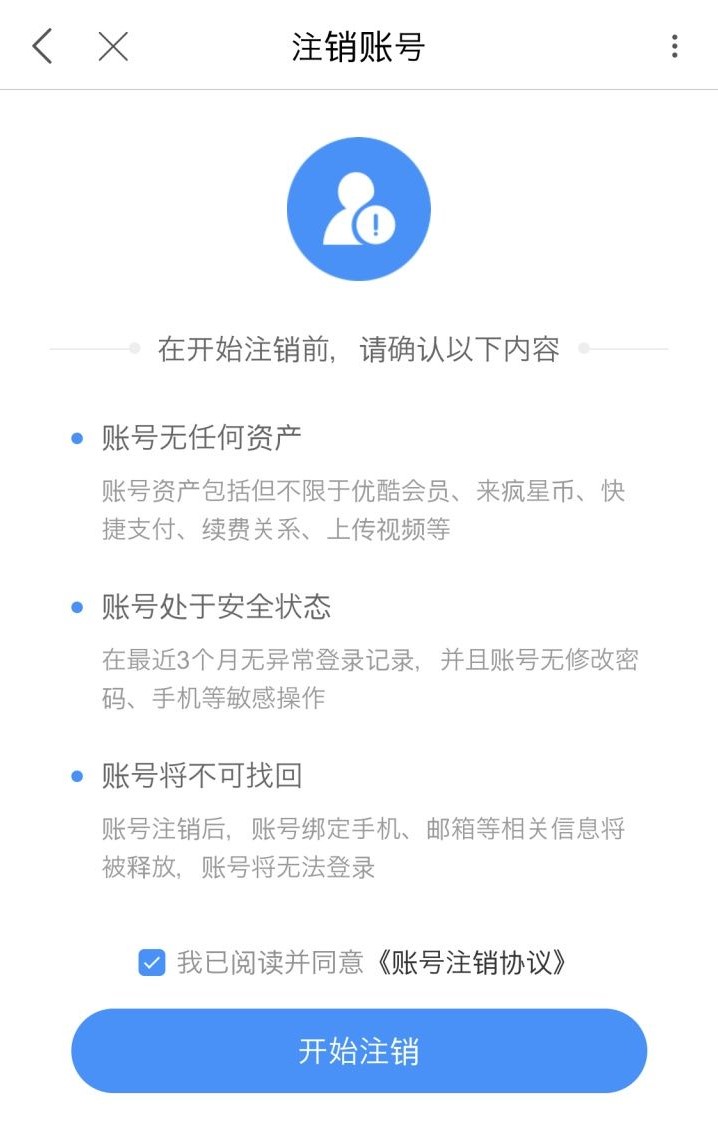 注销账号
在开始注销前,请确认以下内容
账号无任何资产
账号资产包括但不限于优酷会员、来疯星币、快
捷支付、续费关系、上传视频等
账号处于安全状态
在最近3个月无异常登录记录,并且账号无修改密
码、手机等敏感操作
账号将不可找回
账号注销后,账号绑定手机、邮箱等相关信息将
被释放,账号将无法登录
我已阅读并同意《账号注销协议》
开始注销